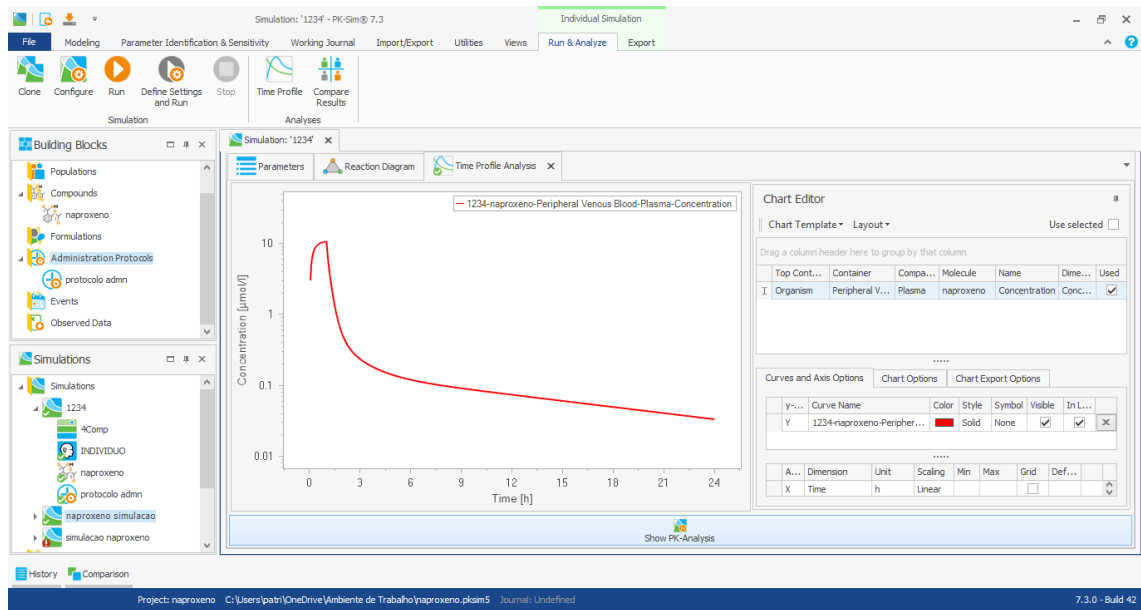 Simulation: '1234' - PK-Sim® 7.3
Individual Simulation
File Modeling Parameter Identification & Sensitivity Working Journal Import/Export Utilities Views Run & Analyze Export
Clone Configure Run Define Settings and Run Stop Time Profile Compare Results
Simulation Analyses
Building Blocks
Populations
Compounds
naproxeno
Formulations
Administration Protocols
protocolo admn
Events
Observed Data
Simulations
Simulations
1234
4Comp
INDIVIDUO
naproxeno
protocolo admn
naproxeno simulacao
simulacao naproxeno
Simulation: '1234'
Parameters Reaction Diagram Time Profile Analysis
1234-naproxeno-Peripheral Venous Blood-Plasma-Concentration
Concentration [µmol/l]
10
1
0.1
0.01
0 3 6 9 12 15 18 21 24
Time [h]
Chart Editor
Chart Template Layout Use selected
Drag a column header here to group by that column
Top Cont... Container Compa... Molecule Name Dime... Used
Organism Peripheral V... Plasma naproxeno Concentration Conc...
Curves and Axis Options Chart Options Chart Export Options
y-... Curve Name Color Style Symbol Visible In L...
Y 1234-naproxeno-Peripher... Solid None
A... Dimension Unit Scaling Min Max Grid Def...
X Time h Linear
Show PK-Analysis
History Comparison
Project: naproxeno C:\Users\patri\OneDrive\Ambiente de Trabalho\naproxeno.pksim5 Journal: Undefined 7.3.0 - Build 42